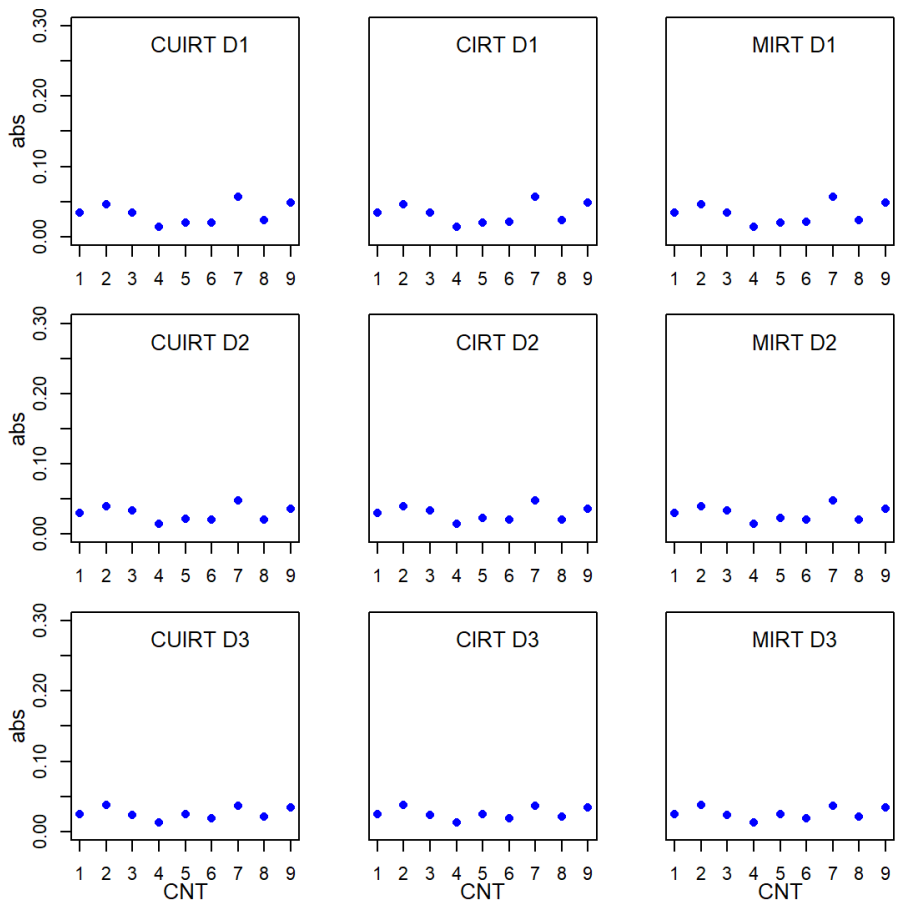 CUIRT D1
CIRT D1
MIRT D1
abs
0.30
0.20
0.10
0.00
1 2 3 4 5 6 7 8 9
1 2 3 4 5 6 7 8 9
1 2 3 4 5 6 7 8 9
CUIRT D2
CIRT D2
MIRT D2
abs
0.30
0.20
0.10
0.00
1 2 3 4 5 6 7 8 9
1 2 3 4 5 6 7 8 9
1 2 3 4 5 6 7 8 9
CUIRT D3
CIRT D3
MIRT D3
abs
0.30
0.20
0.10
0.00
1 2 3 4 5 6 7 8 9
1 2 3 4 5 6 7 8 9
1 2 3 4 5 6 7 8 9
CNT
CNT
CNT